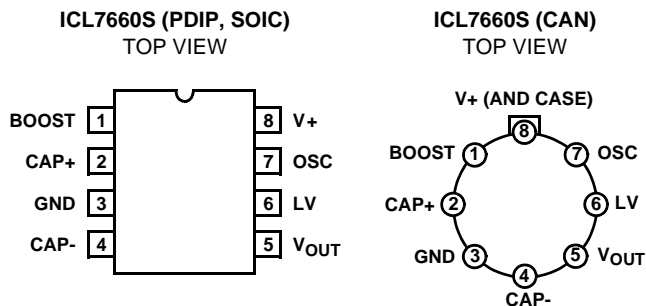 ICL7660S (PDIP, SOIC)
TOP VIEW
BOOST 1
CAP+ 2
GND 3
CAP- 4
8 V+
7 OSC
6 LV
5 VOUT
ICL7660S (CAN)
TOP VIEW
V+ (AND CASE)
8
BOOST 1
7 OSC
CAP+ 2
6 LV
GND 3
5 VOUT
4
CAP-